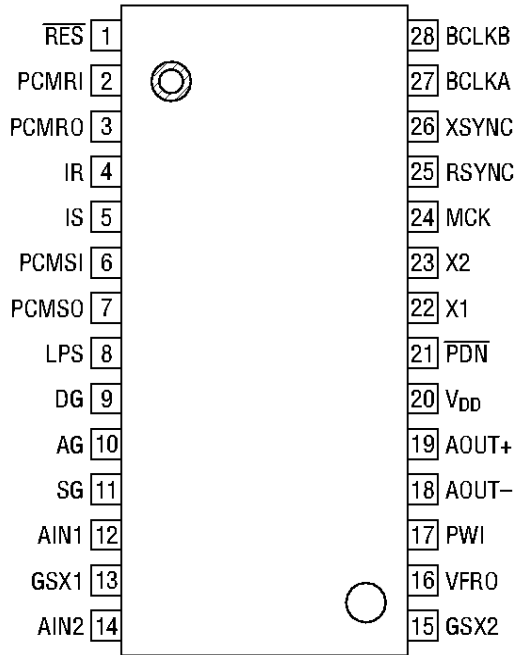 R̅E̅S̅ 1 28 BCLKB
PCMRI 2 27 BCLKA
PCMRO 3 26 XSYNC
IR 4 25 RSYNC
IS 5 24 MCK
PCMSI 6 23 X2
PCMSO 7 22 X1
LPS 8 21 P̅D̅N̅
DG 9 20 VDD
AG 10 19 AOUT+
SG 11 18 AOUT–
AIN1 12 17 PWI
GSX1 13 16 VFRO
AIN2 14 15 GSX2